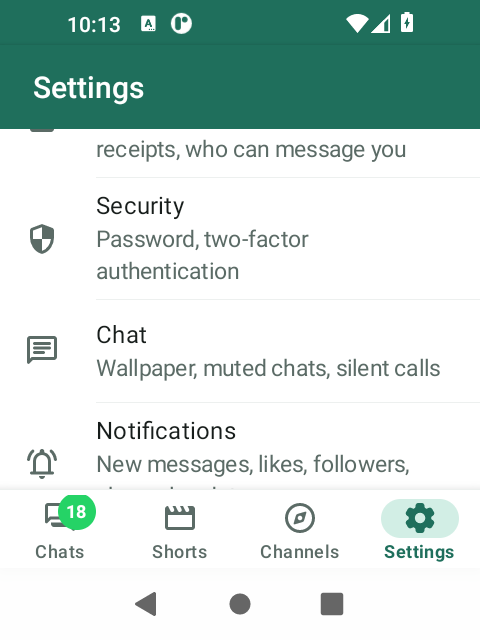 10:13
Settings
receipts, who can message you
Security
Password, two-factor
authentication
Chat
Wallpaper, muted chats, silent calls
Notifications
New messages, likes, followers,
18
Chats
Shorts
Channels
Settings